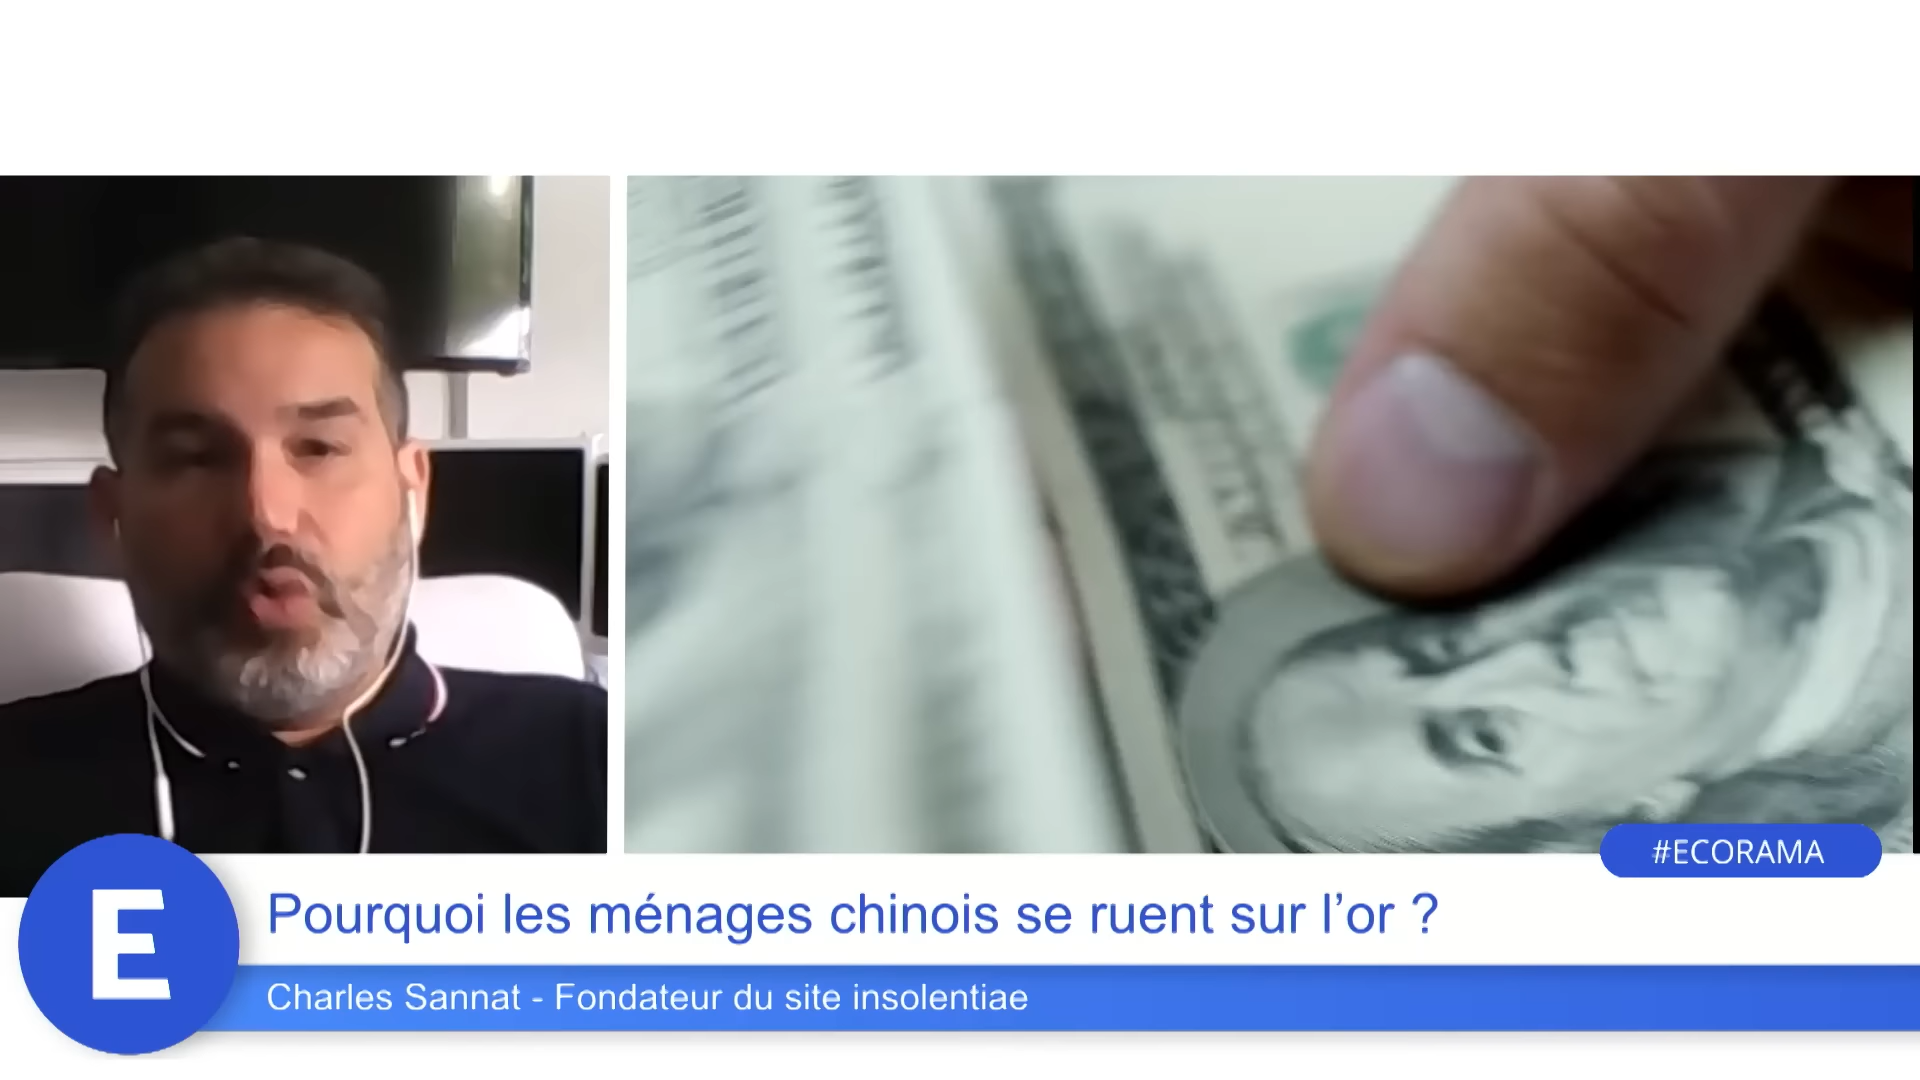 #ECORAMA
E
Pourquoi les ménages chinois se ruent sur l’or ?
Charles Sannat - Fondateur du site insolentiae